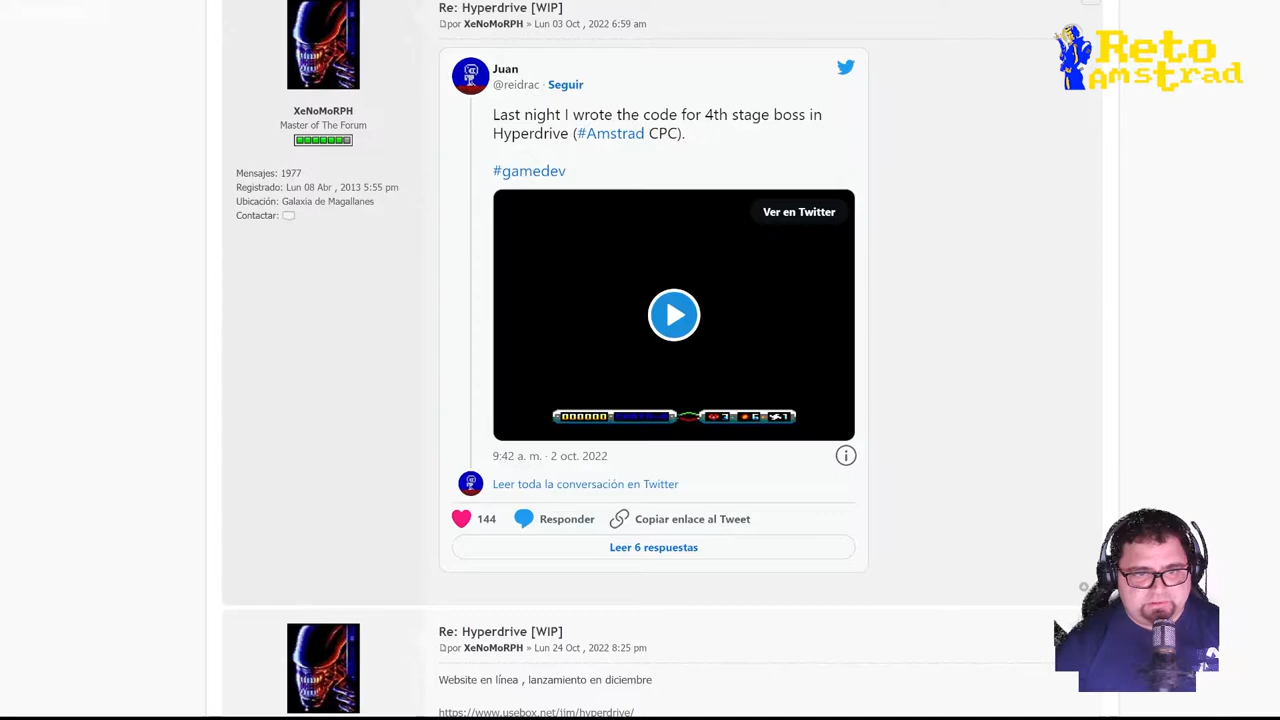 Re: Hyperdrive [WIP]
por XeNoMoRPH » Lun 03 Oct , 2022 6:59 am
Reto
Amstrad
XeNoMoRPH
Master of The Forum
Mensajes: 1977
Registrado: Lun 08 Abr , 2013 5:55 pm
Ubicación: Galaxia de Magallanes
Contactar:
Juan
@reidrac · Seguir
Last night I wrote the code for 4th stage boss in
Hyperdrive (#Amstrad CPC).
#gamedev
Ver en Twitter
000000
3
6
9:42 a. m. · 2 oct. 2022
Leer toda la conversación en Twitter
144
Responder
Copiar enlace al Tweet
Leer 6 respuestas
Re: Hyperdrive [WIP]
por XeNoMoRPH » Lun 24 Oct , 2022 8:25 pm
Website en línea , lanzamiento en diciembre
https://www.usebox.net/jjm/hyperdrive/